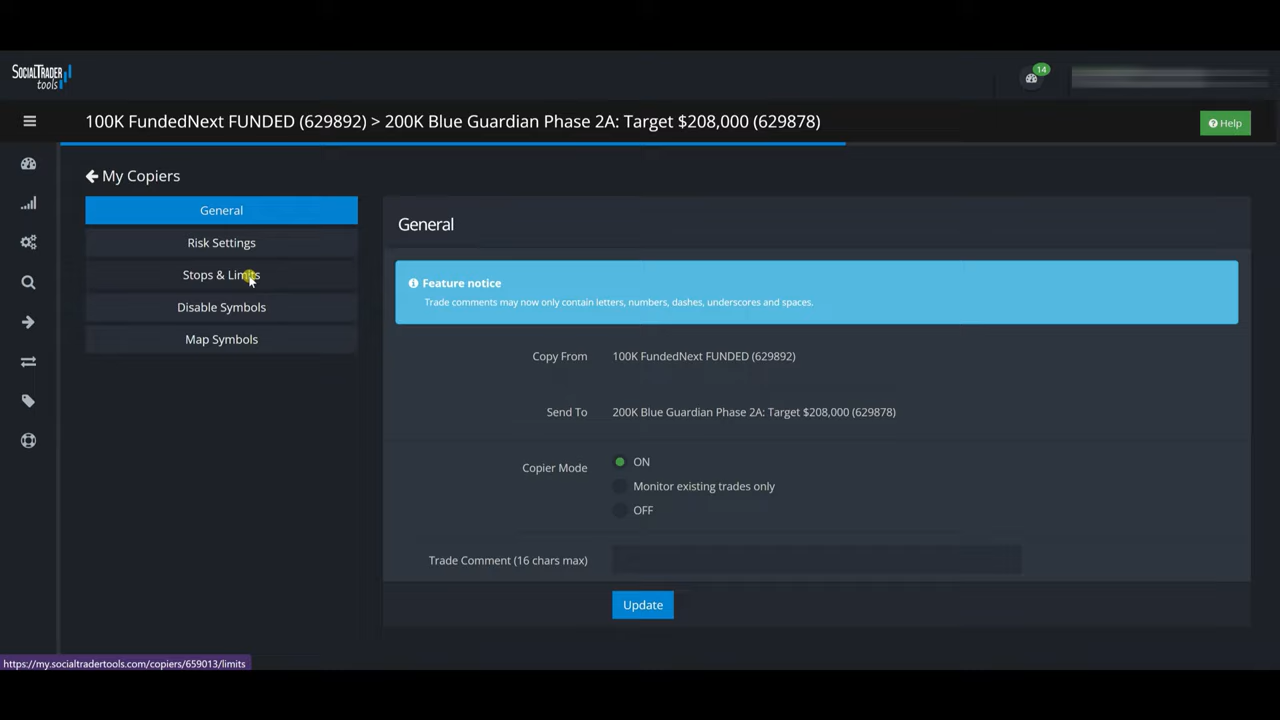 SOCIALTRADER
tools
14
100K FundedNext FUNDED (629892) > 200K Blue Guardian Phase 2A: Target $208,000 (629878)
Help
My Copiers
General
Risk Settings
Stops & Limits
Disable Symbols
Map Symbols
General
Feature notice
Trade comments may now only contain letters, numbers, dashes, underscores and spaces.
Copy From 100K FundedNext FUNDED (629892)
Send To 200K Blue Guardian Phase 2A: Target $208,000 (629878)
Copier Mode
ON
Monitor existing trades only
OFF
Trade Comment (16 chars max)
Update
https://my.socialtradertools.com/copiers/659013/limits